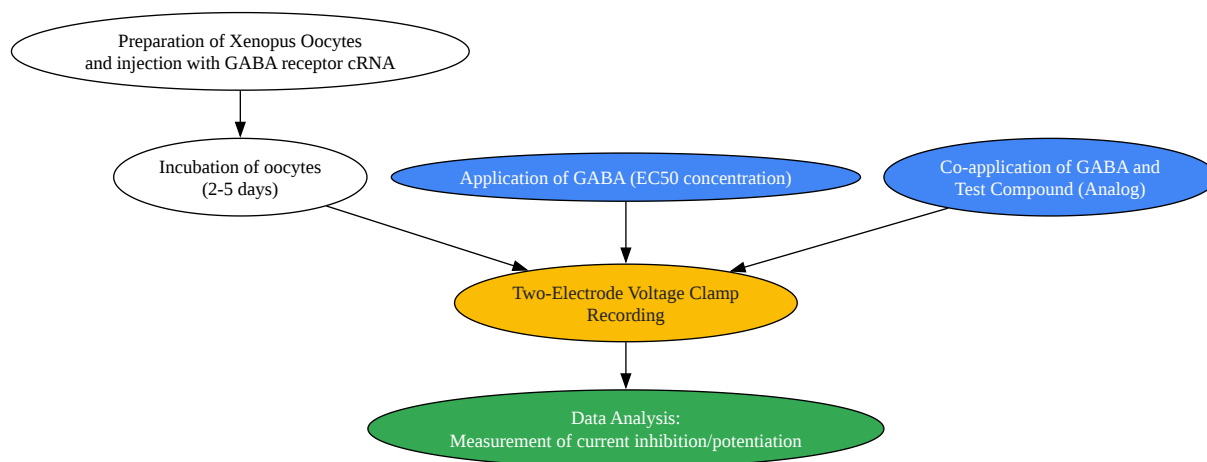 Preparation of Xenopus Oocytes
and injection with GABA receptor cRNA
Incubation of oocytes
(2-5 days)
Application of GABA (EC50 concentration)
Co-application of GABA and
Test Compound (Analog)
Two-Electrode Voltage Clamp
Recording
Data Analysis:
Measurement of current inhibition/potentiation